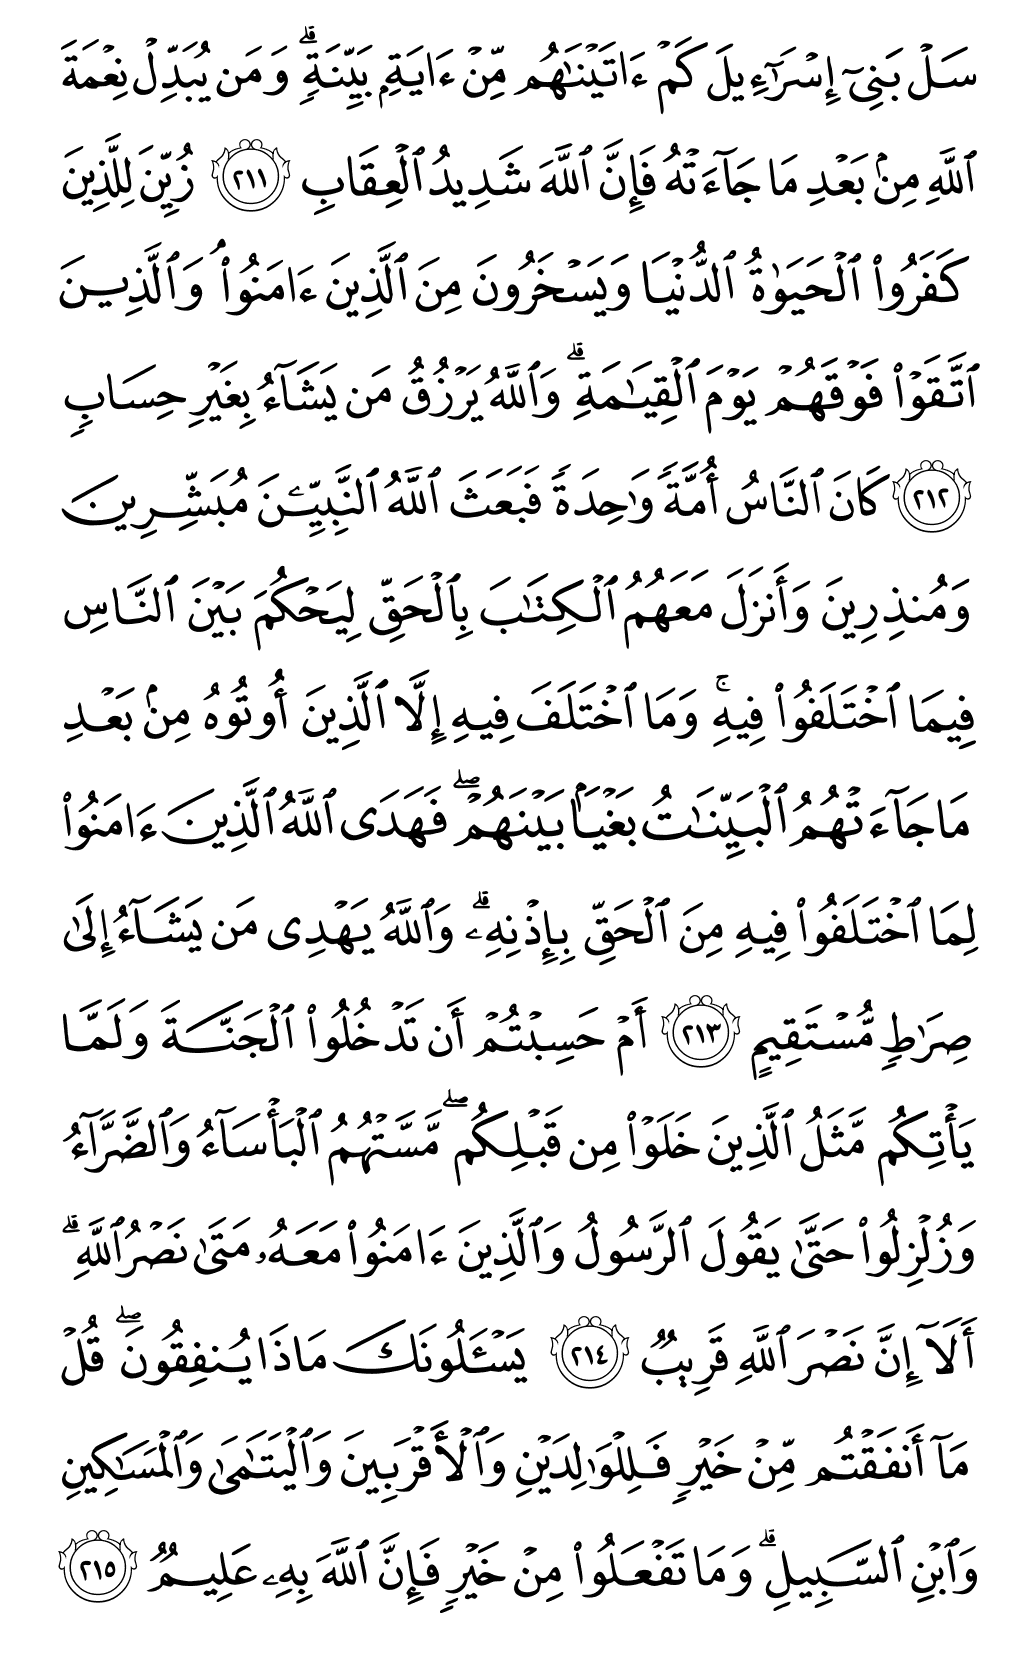 سَلْ بَنِىٓ إِسْرَٰٓءِيلَ كَمْ ءَاتَيْنَٰهُم مِّنْ ءَايَةٍۭ بَيِّنَةٍۗ وَمَن يُبَدِّلْ نِعْمَةَ
ٱللَّهِ مِنۢ بَعْدِ مَا جَآءَتْهُ فَإِنَّ ٱللَّهَ شَدِيدُ ٱلْعِقَابِ ٢١١ زُيِّنَ لِلَّذِينَ
كَفَرُوا۟ ٱلْحَيَوٰةُ ٱلدُّنْيَا وَيَسْخَرُونَ مِنَ ٱلَّذِينَ ءَامَنُوا۟ۘ وَٱلَّذِينَ
ٱتَّقَوْا۟ فَوْقَهُمْ يَوْمَ ٱلْقِيَٰمَةِۗ وَٱللَّهُ يَرْزُقُ مَن يَشَآءُ بِغَيْرِ حِسَابٍ
٢١٢ كَانَ ٱلنَّاسُ أُمَّةً وَٰحِدَةً فَبَعَثَ ٱللَّهُ ٱلنَّبِيِّـۧنَ مُبَشِّرِينَ
وَمُنذِرِينَ وَأَنزَلَ مَعَهُمُ ٱلْكِتَٰبَ بِٱلْحَقِّ لِيَحْكُمَ بَيْنَ ٱلنَّاسِ
فِيمَا ٱخْتَلَفُوا۟ فِيهِۚ وَمَا ٱخْتَلَفَ فِيهِ إِلَّا ٱلَّذِينَ أُوتُوهُ مِنۢ بَعْدِ
مَا جَآءَتْهُمُ ٱلْبَيِّنَٰتُ بَغْيًۢا بَيْنَهُمْۖ فَهَدَى ٱللَّهُ ٱلَّذِينَ ءَامَنُوا۟
لِمَا ٱخْتَلَفُوا۟ فِيهِ مِنَ ٱلْحَقِّ بِإِذْنِهِۦۗ وَٱللَّهُ يَهْدِى مَن يَشَآءُ إِلَىٰ
صِرَٰطٍ مُّسْتَقِيمٍ ٢١٣ أَمْ حَسِبْتُمْ أَن تَدْخُلُوا۟ ٱلْجَنَّةَ وَلَمَّا
يَأْتِكُم مَّثَلُ ٱلَّذِينَ خَلَوْا۟ مِن قَبْلِكُمۖ مَّسَّتْهُمُ ٱلْبَأْسَآءُ وَٱلضَّرَّآءُ
وَزُلْزِلُوا۟ حَتَّىٰ يَقُولَ ٱلرَّسُولُ وَٱلَّذِينَ ءَامَنُوا۟ مَعَهُۥ مَتَىٰ نَصْرُ ٱللَّهِۗ
أَلَآ إِنَّ نَصْرَ ٱللَّهِ قَرِيبٌ ٢١٤ يَسْـَٔلُونَكَ مَاذَا يُنفِقُونَۖ قُلْ
مَآ أَنفَقْتُم مِّنْ خَيْرٍ فَلِلْوَٰلِدَيْنِ وَٱلْأَقْرَبِينَ وَٱلْيَتَٰمَىٰ وَٱلْمَسَٰكِينِ
وَٱبْنِ ٱلسَّبِيلِۗ وَمَا تَفْعَلُوا۟ مِنْ خَيْرٍ فَإِنَّ ٱللَّهَ بِهِۦ عَلِيمٌ ٢١٥